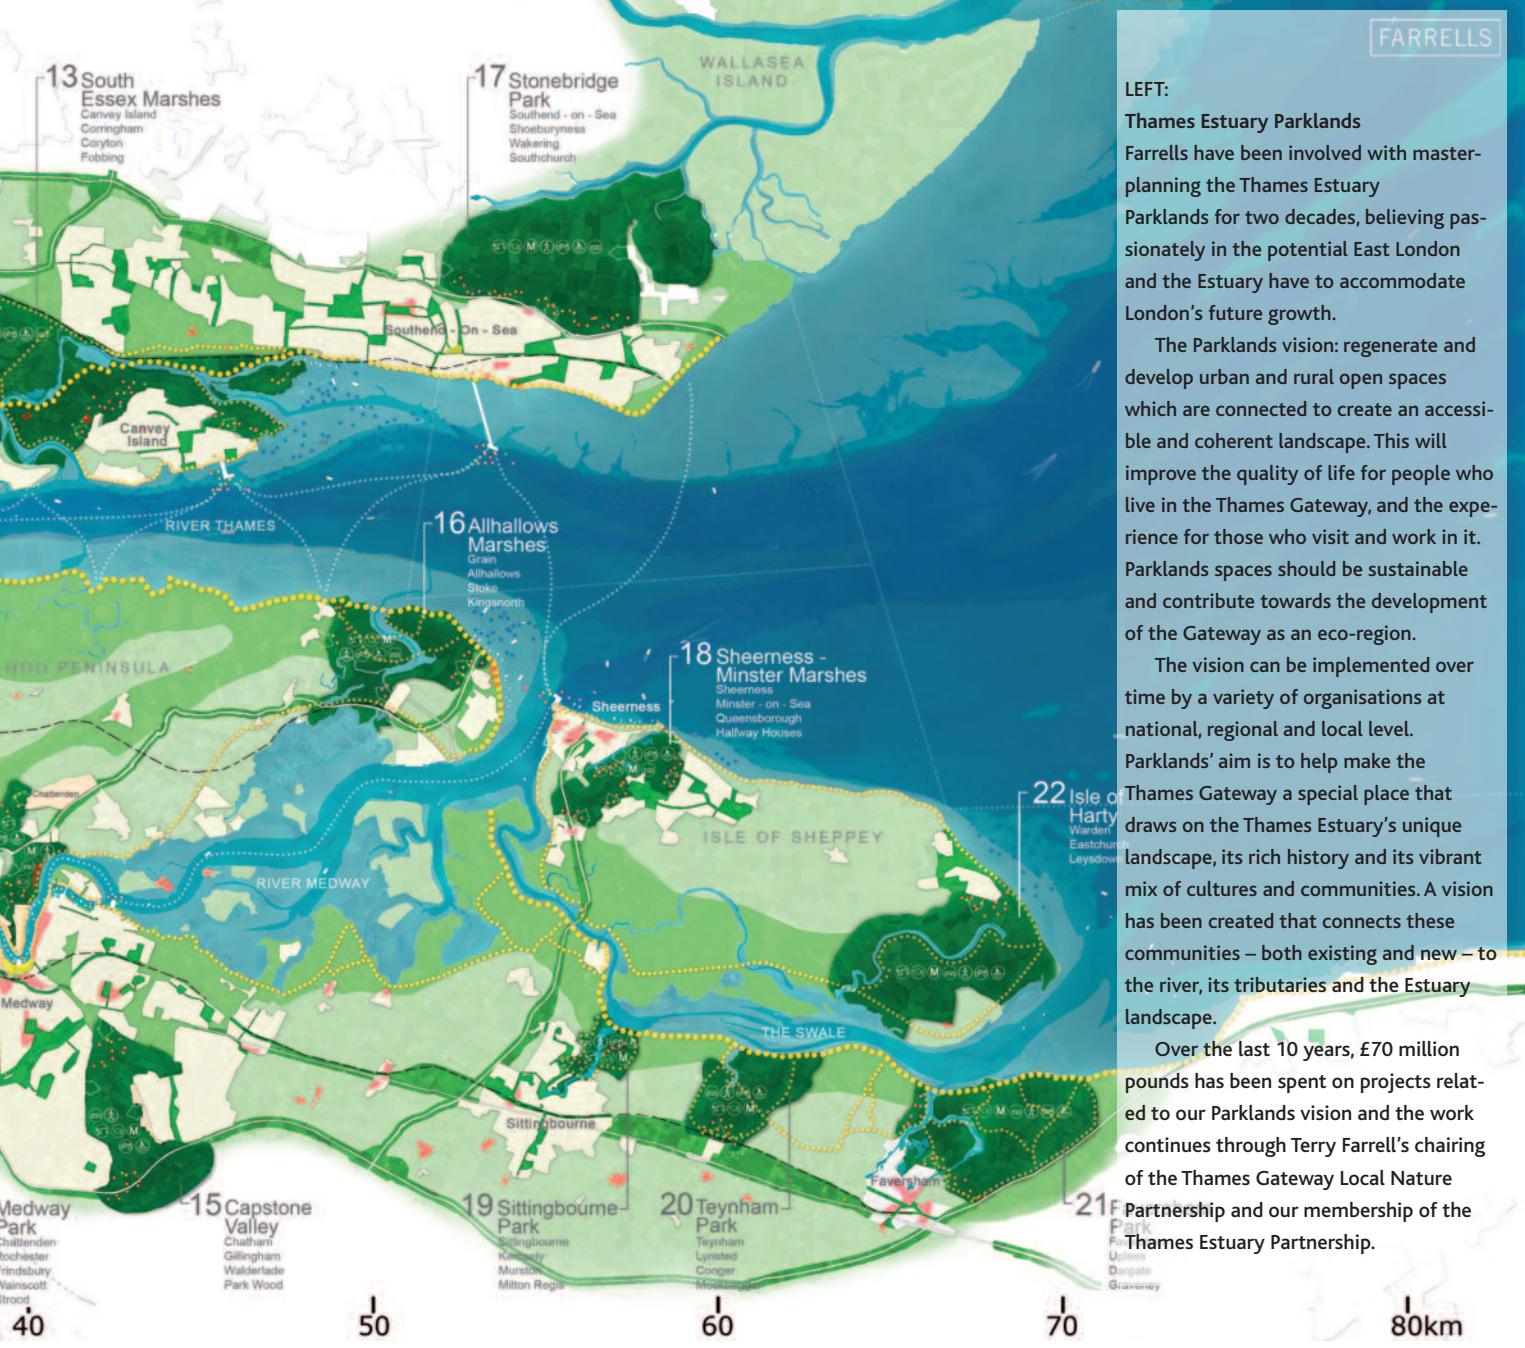 FARRELLS
13 South
Essex Marshes
Canvey Island
Corringham
Coryton
Fobbing
17 Stonebridge
Park
Southend - on - Sea
Shoeburyness
Wakering
Southchurch
WALLASEA
ISLAND
Southend - On - Sea
Canvey
Island
RIVER THAMES
16 Allhallows
Marshes
Grain
Allhallows
Stoke
Kingsnorth
HOO PENINSULA
18 Sheerness -
Minster Marshes
Sheerness
Minster - on - Sea
Queensborough
Halfway Houses
Sheerness
Chattenden
22 Isle of
Harty
Warden
Eastchurch
Leysdown
ISLE OF SHEPPEY
RIVER MEDWAY
Medway
THE SWALE
Sittingbourne
Faversham
Medway
Park
Chattenden
Rochester
Frindsbury
Wainscott
Strood
15 Capstone
Valley
Chatham
Gillingham
Walderlade
Park Wood
19 Sittingbourne
Park
Sittingbourne
Murston
Milton Regis
20 Teynham
Park
Teynham
Lynsted
Conger
21
Park
Uplees
Dargate
Graveney
40
50
60
70
80km
LEFT:
Thames Estuary Parklands
Farrells have been involved with master-
planning the Thames Estuary
Parklands for two decades, believing pas-
sionately in the potential East London
and the Estuary have to accommodate
London's future growth.
The Parklands vision: regenerate and
develop urban and rural open spaces
which are connected to create an accessi-
ble and coherent landscape. This will
improve the quality of life for people who
live in the Thames Gateway, and the expe-
rience for those who visit and work in it.
Parklands spaces should be sustainable
and contribute towards the development
of the Gateway as an eco-region.
The vision can be implemented over
time by a variety of organisations at
national, regional and local level.
Parklands' aim is to help make the
Thames Gateway a special place that
draws on the Thames Estuary's unique
landscape, its rich history and its vibrant
mix of cultures and communities. A vision
has been created that connects these
communities – both existing and new – to
the river, its tributaries and the Estuary
landscape.
Over the last 10 years, £70 million
pounds has been spent on projects relat-
ed to our Parklands vision and the work
continues through Terry Farrell's chairing
of the Thames Gateway Local Nature
Partnership and our membership of the
Thames Estuary Partnership.